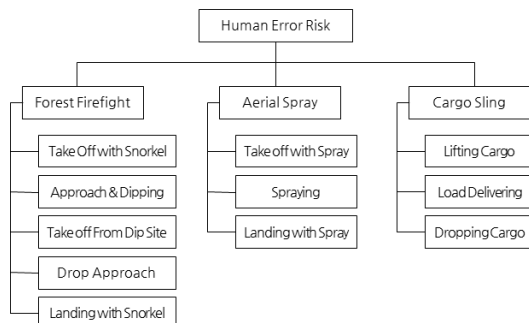 Human Error Risk
Forest Firefight
Aerial Spray
Cargo Sling
Take Off with Snorkel
Take off with Spray
Lifting Cargo
Approach & Dipping
Spraying
Load Delivering
Take off From Dip Site
Landing with Spray
Dropping Cargo
Drop Approach
Landing with Snorkel